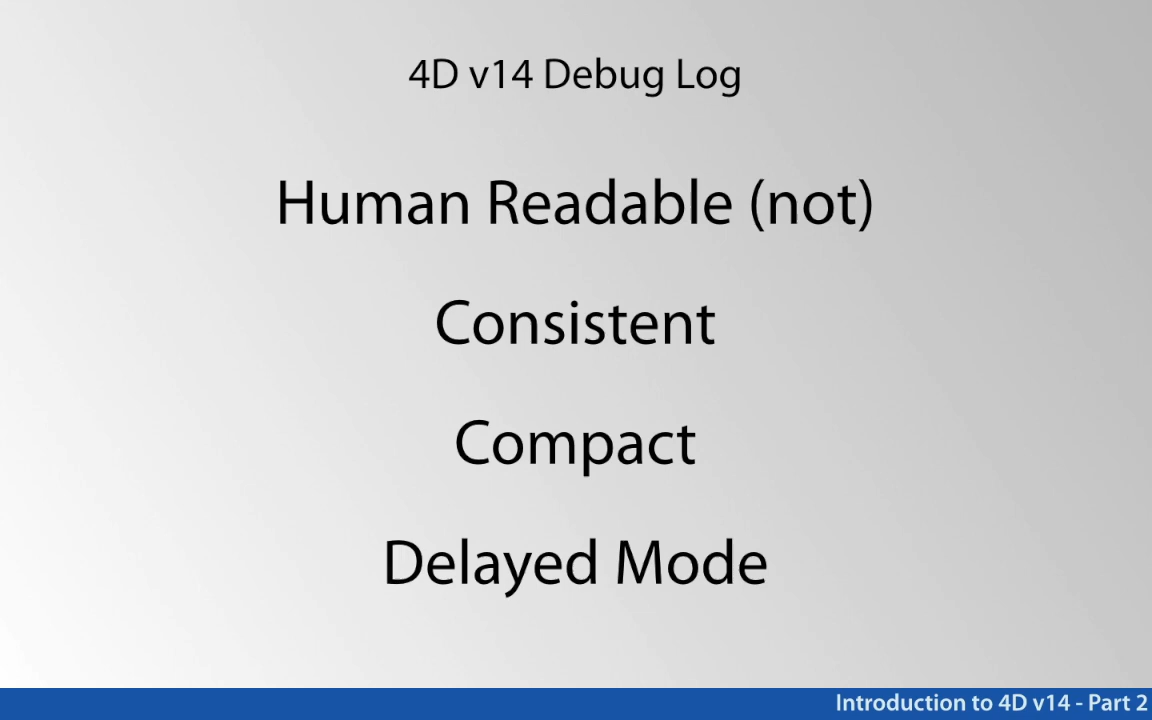 4D v14 Debug Log
Human Readable (not)
Consistent
Compact
Delayed Mode
Introduction to 4D v14 - Part 2